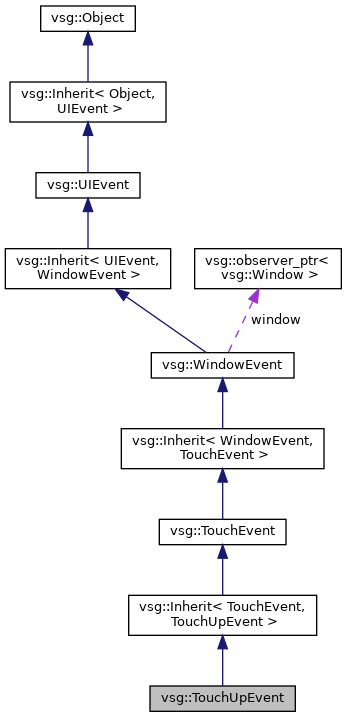 vsg::Object
vsg::Inherit< Object,
UIEvent >
vsg::UIEvent
vsg::Inherit< UIEvent,
WindowEvent >
vsg::observer_ptr<
vsg::Window >
window
vsg::WindowEvent
vsg::Inherit< WindowEvent,
TouchEvent >
vsg::TouchEvent
vsg::Inherit< TouchEvent,
TouchUpEvent >
vsg::TouchUpEvent